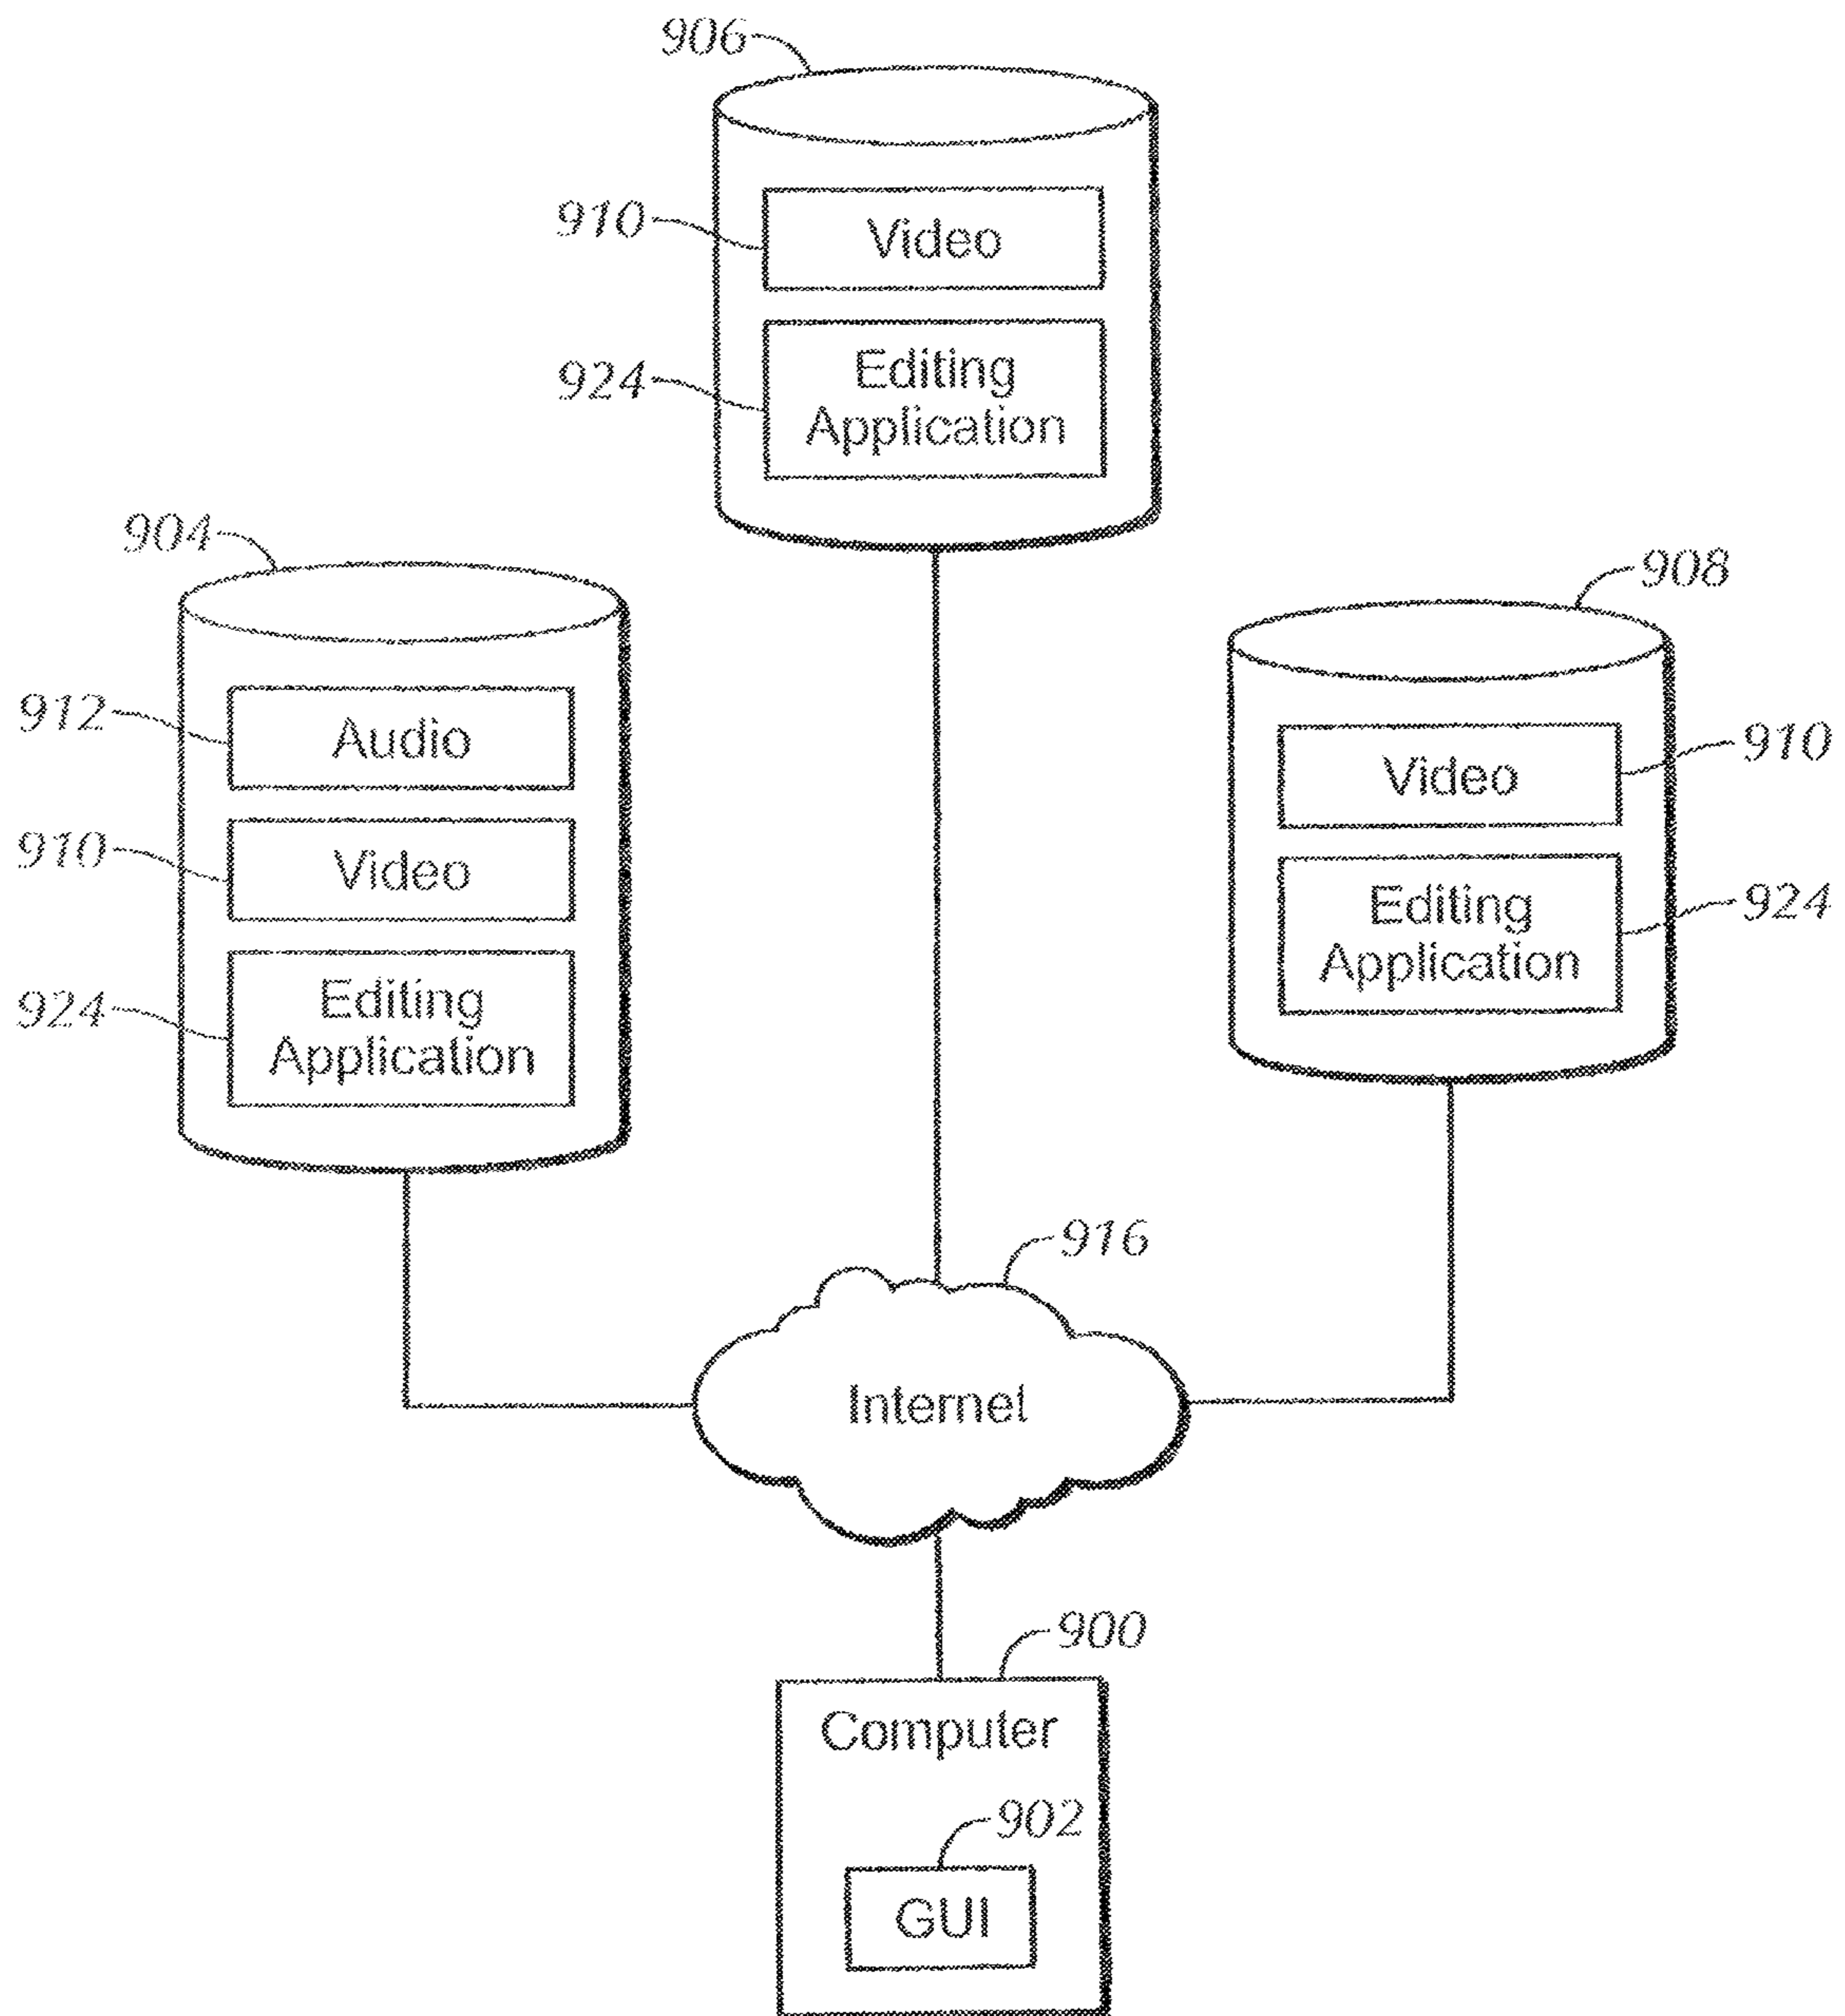 906
910
Video
924
Editing
Application
904
912
Audio
910
Video
924
Editing
Application
908
Video
910
Editing
Application
924
916
Internet
900
Computer
902
GUI